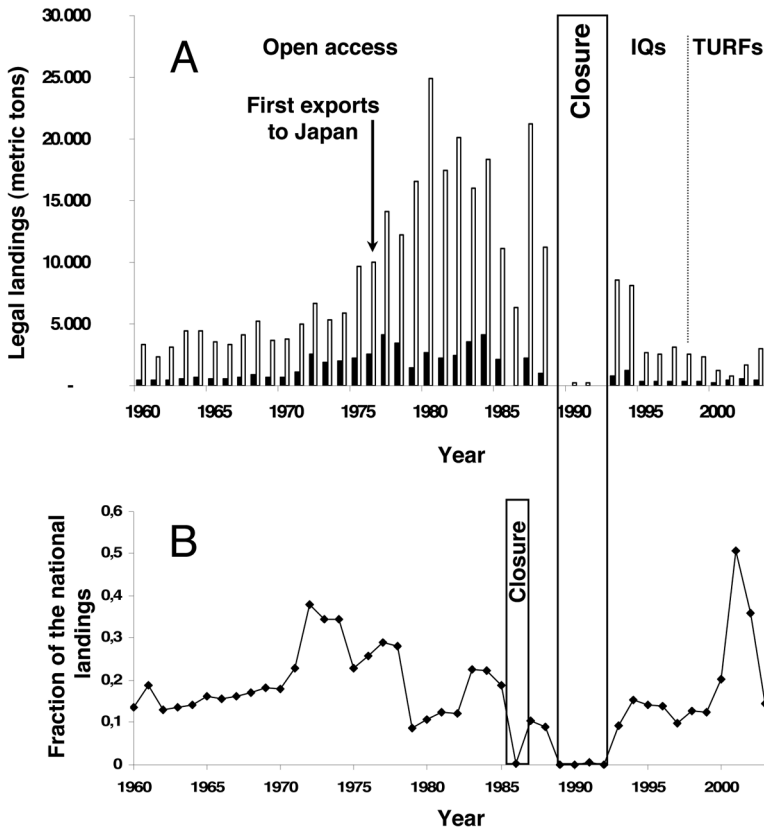 A
Open access
First exports
to Japan
Closure
IQs
TURFs
Legal landings (metric tons)
30.000
25.000
20.000
15.000
10.000
5.000
-
1960 1965 1970 1975 1980 1985 1990 1995 2000
Year
B
Closure
Fraction of the national
landings
0,6
0,5
0,4
0,3
0,2
0,1
0
1960 1965 1970 1975 1980 1985 1990 1995 2000
Year